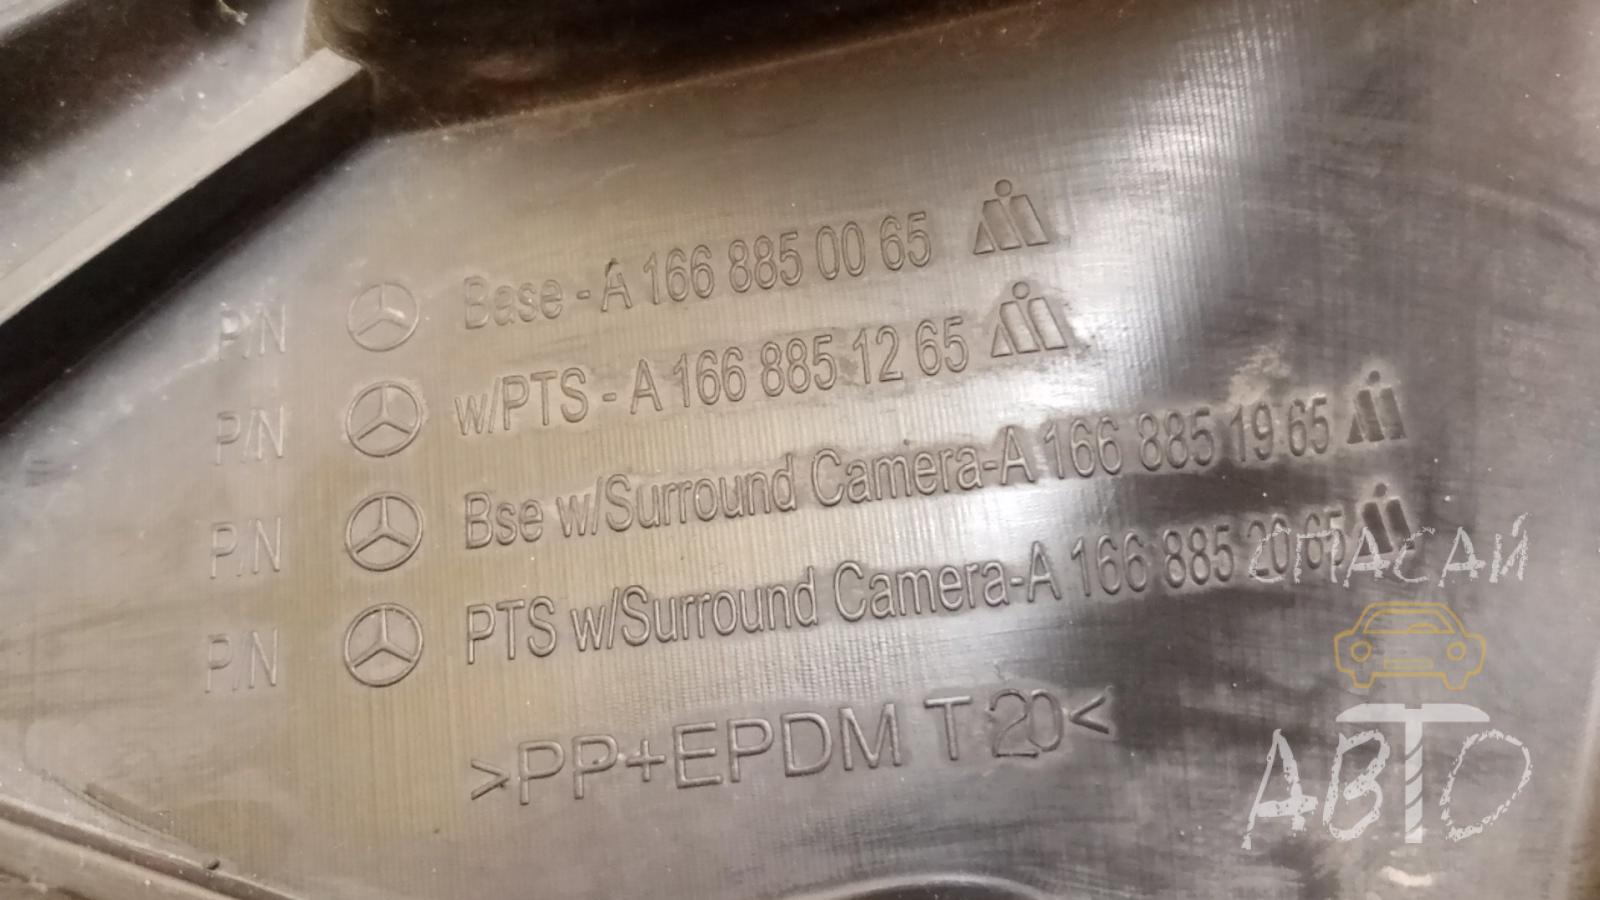 P/N Base - A 166 885 00 65
P/N w/PTS - A 166 885 12 65
P/N Bse w/Surround Camera-A 166 885 19 65
P/N PTS w/Surround Camera-A 166 885 20 65
>PP+EPDM T 20<
СПАСАЙ
АВТО